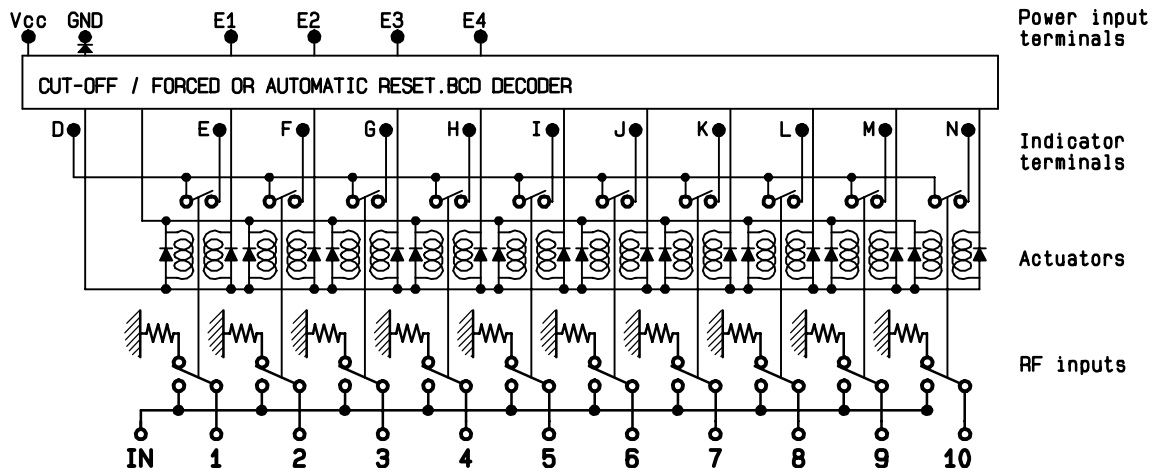 Vcc GND E1 E2 E3 E4 Power input
terminals
CUT-OFF / FORCED OR AUTOMATIC RESET.BCD DECODER
D E F G H I J K L M N
Indicator
terminals
Actuators
RF inputs
IN 1 2 3 4 5 6 7 8 9 10